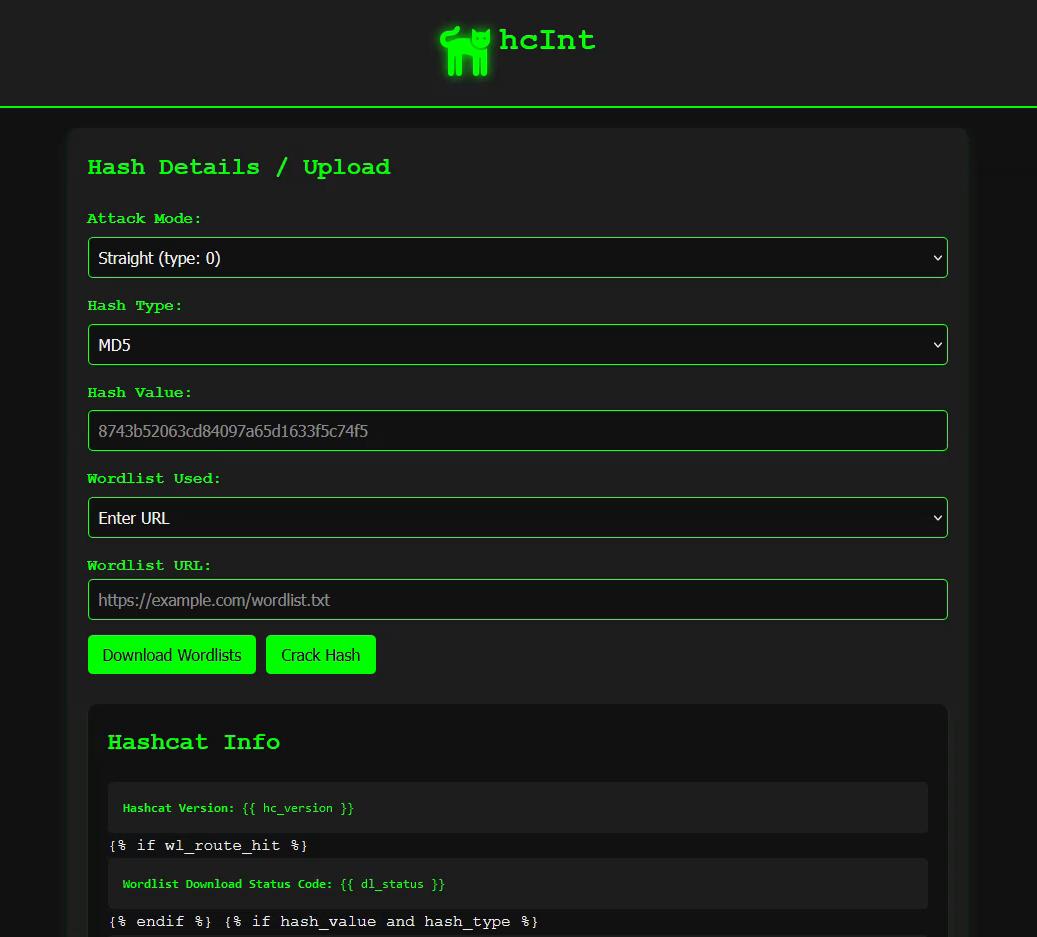 hcInt
Hash Details / Upload
Attack Mode:
Straight (type: 0)
Hash Type:
MD5
Hash Value:
8743b52063cd84097a65d1633f5c74f5
Wordlist Used:
Enter URL
Wordlist URL:
https://example.com/wordlist.txt
Download Wordlists Crack Hash
Hashcat Info
Hashcat Version: {{ hc_version }}
{% if wl_route_hit %}
Wordlist Download Status Code: {{ dl_status }}
{% endif %} {% if hash_value and hash_type %}